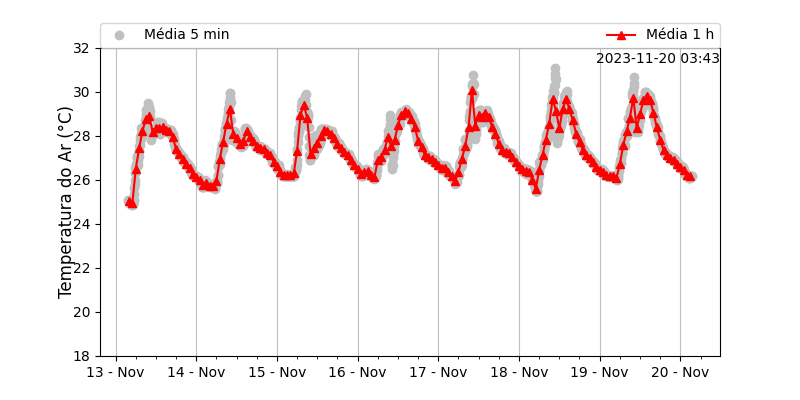 Média 5 min
Média 1 h
2023-11-20 03:43
Temperatura do Ar (°C)
32
30
28
26
24
22
20
18
13 - Nov
14 - Nov
15 - Nov
16 - Nov
17 - Nov
18 - Nov
19 - Nov
20 - Nov